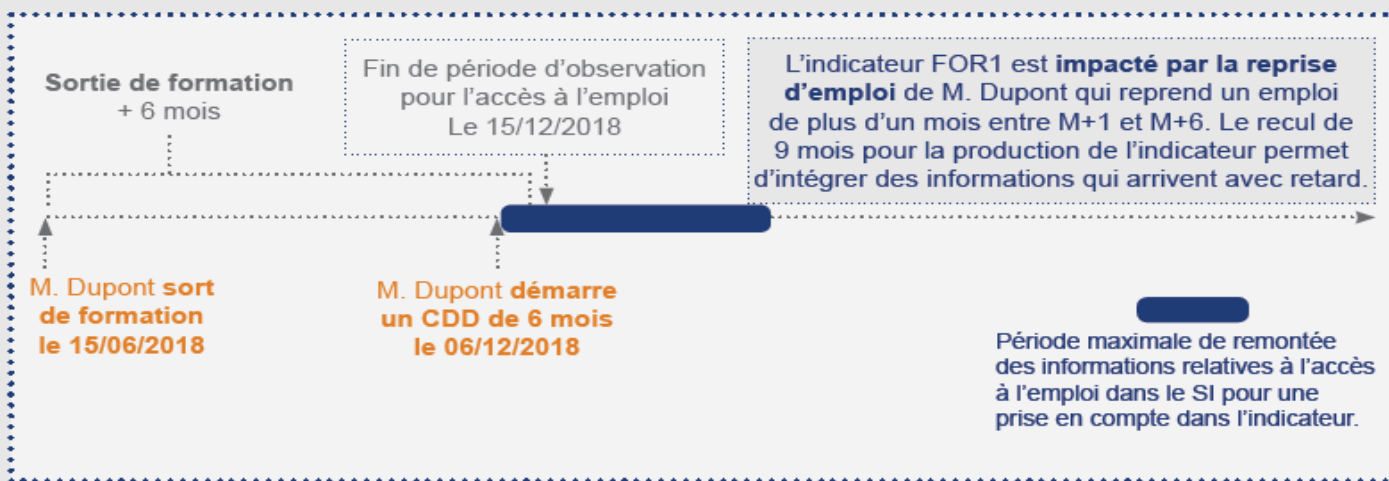 Sortie de formation
+ 6 mois
Fin de période d'observation
pour l'accès à l'emploi
Le 15/12/2018
L'indicateur FOR1 est impacté par la reprise
d'emploi de M. Dupont qui reprend un emploi
de plus d'un mois entre M+1 et M+6. Le recul de
9 mois pour la production de l'indicateur permet
d'intégrer des informations qui arrivent avec retard.
M. Dupont sort
de formation
le 15/06/2018
M. Dupont démarre
un CDD de 6 mois
le 06/12/2018
Période maximale de remontée
des informations relatives à l'accès
à l'emploi dans le SI pour une
prise en compte dans l'indicateur.